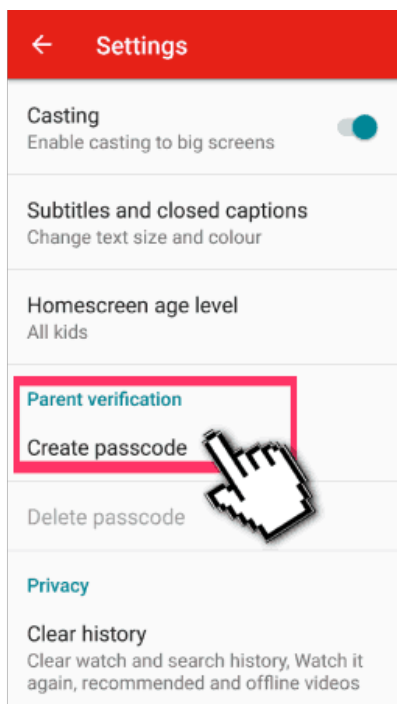 Settings
Casting
Enable casting to big screens
Subtitles and closed captions
Change text size and colour
Homescreen age level
All kids
Parent verification
Create passcode
Delete passcode
Privacy
Clear history
Clear watch and search history, Watch it
again, recommended and offline videos